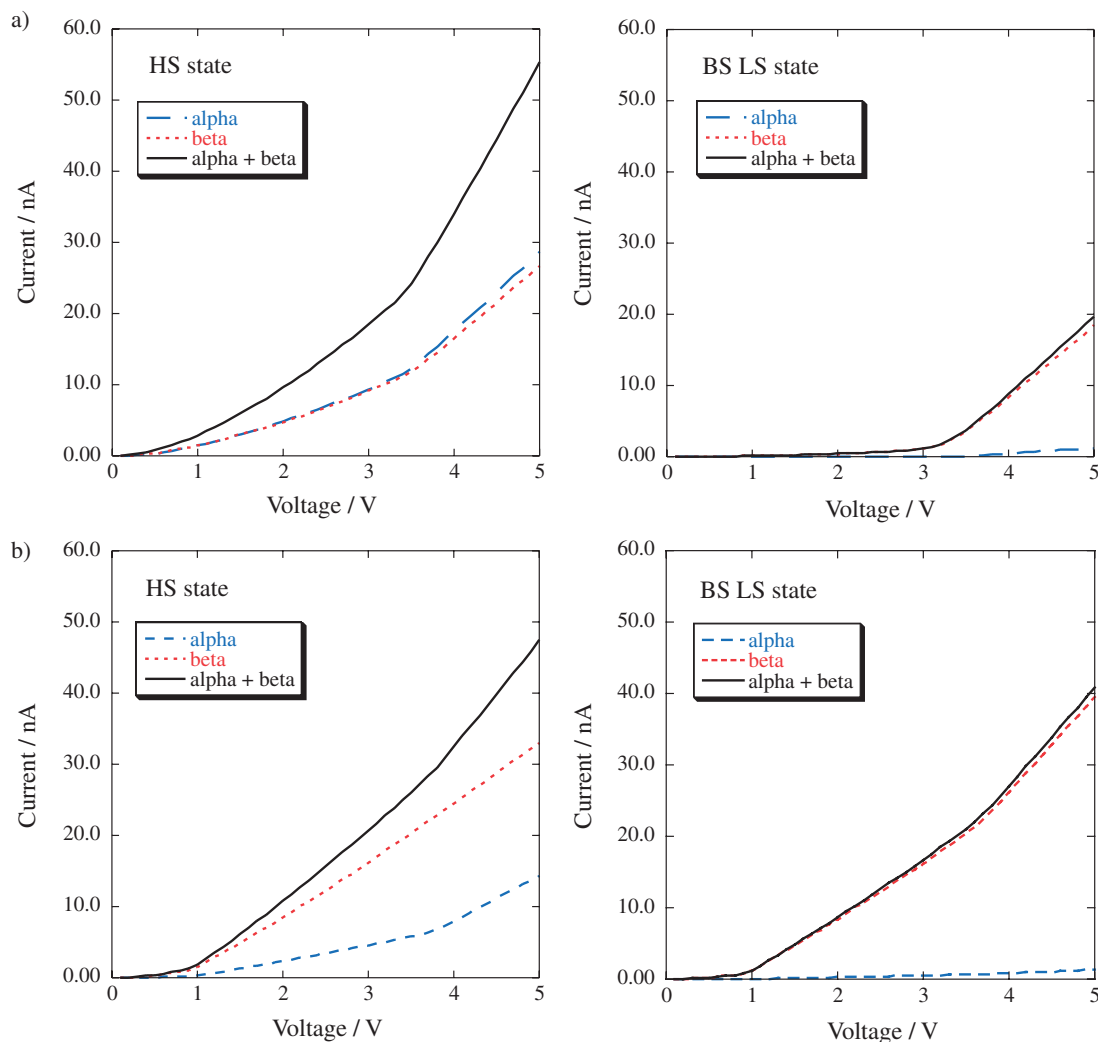 a)
60.0
50.0
40.0
30.0
20.0
10.0
0.00
HS state
alpha
beta
alpha + beta
Current / nA
0 1 2 3 4 5
Voltage / V
60.0
50.0
40.0
30.0
20.0
10.0
0.00
BS LS state
alpha
beta
alpha + beta
Current / nA
0 1 2 3 4 5
Voltage / V
b)
60.0
50.0
40.0
30.0
20.0
10.0
0.00
HS state
alpha
beta
alpha + beta
Current / nA
0 1 2 3 4 5
Voltage / V
60.0
50.0
40.0
30.0
20.0
10.0
0.00
BS LS state
alpha
beta
alpha + beta
Current / nA
0 1 2 3 4 5
Voltage / V